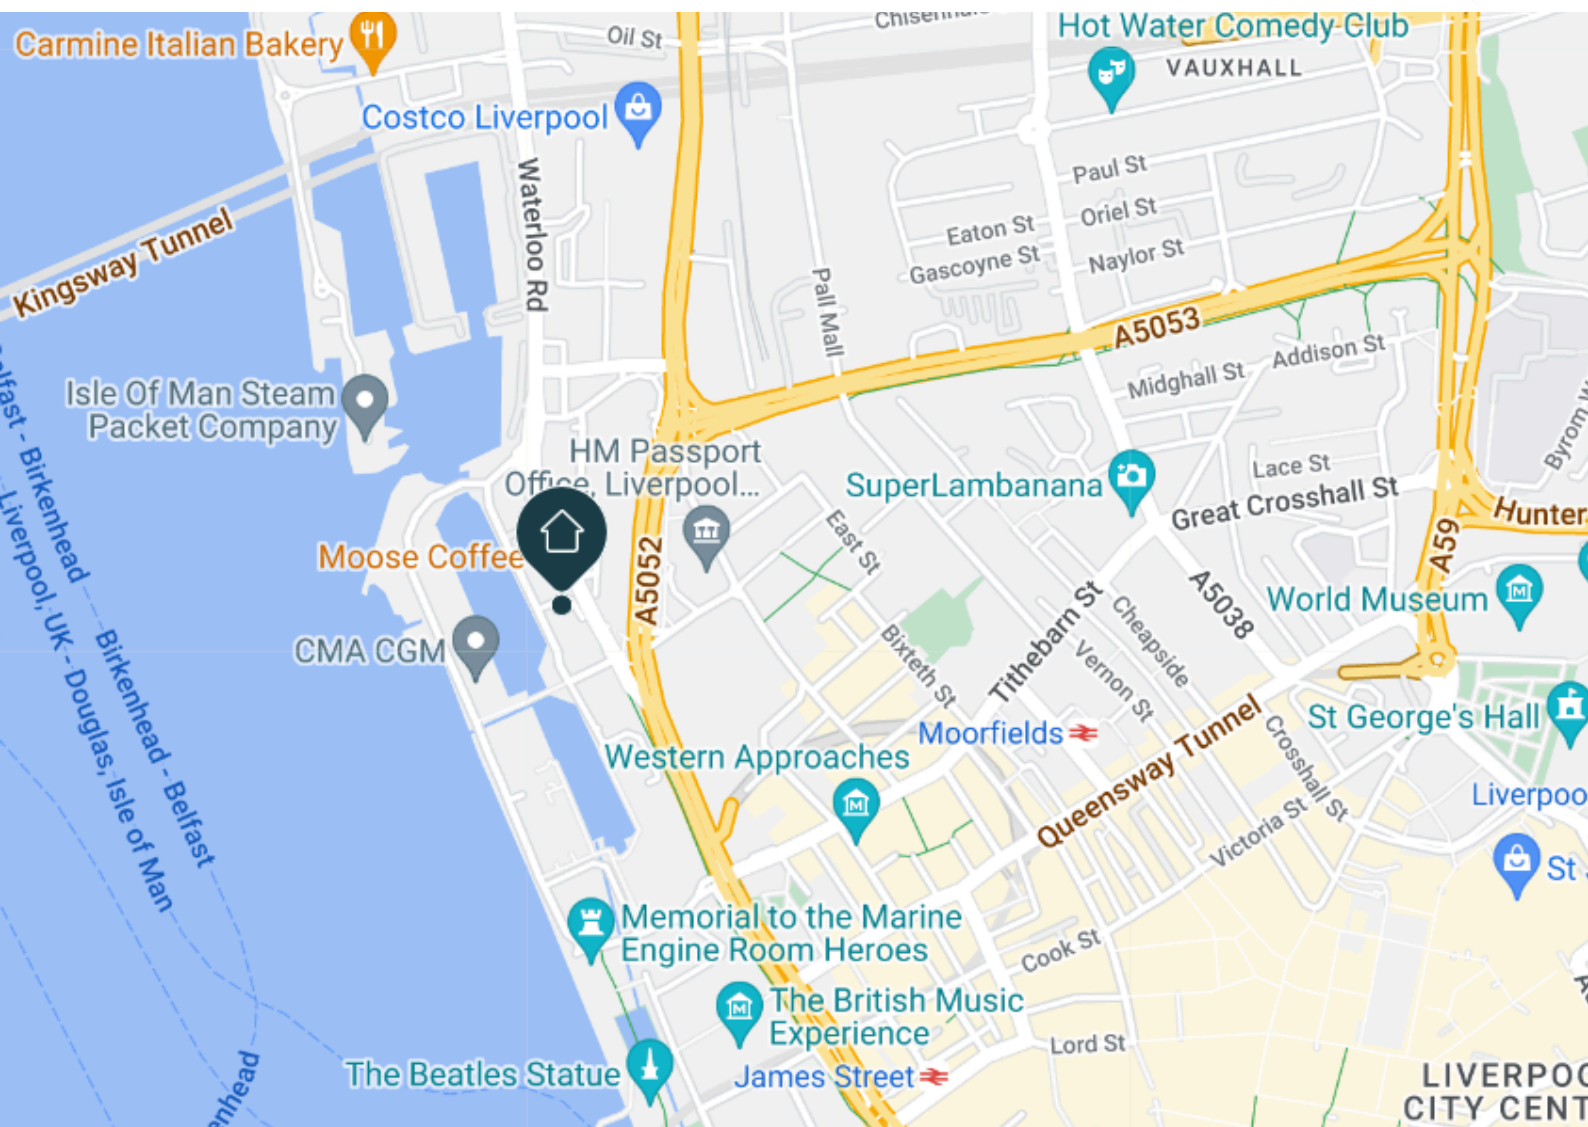 Carmine Italian Bakery
Oil St
Hot Water Comedy Club
VAUXHALL
Costco Liverpool
Waterloo Rd
Paul St
Kingsway Tunnel
Eaton St
Oriel St
Gascoyne St
Naylor St
Pall Mall
A5053
Addison St
Midghall St
Isle Of Man Steam
Packet Company
HM Passport
Office, Liverpool...
SuperLambanana
Lace St
Great Crosshall St
Byrom W
Hunter
East St
A5052
A59
A5038
Moose Coffee
World Museum
CMA CGM
Tithebarn St
Cheapside
Vernon St
Bixteth St
Belfast - Birkenhead
Birkenhead - Belfast
Liverpool, UK - Douglas, Isle of Man
Moorfields
St George's Hall
Western Approaches
Queensway Tunnel
Crosshall St
Victoria St
Liverpoo
St
Memorial to the Marine
Engine Room Heroes
Cook St
The British Music
Experience
Lord St
The Beatles Statue
James Street
enhead
LIVERPOO
CITY CENT